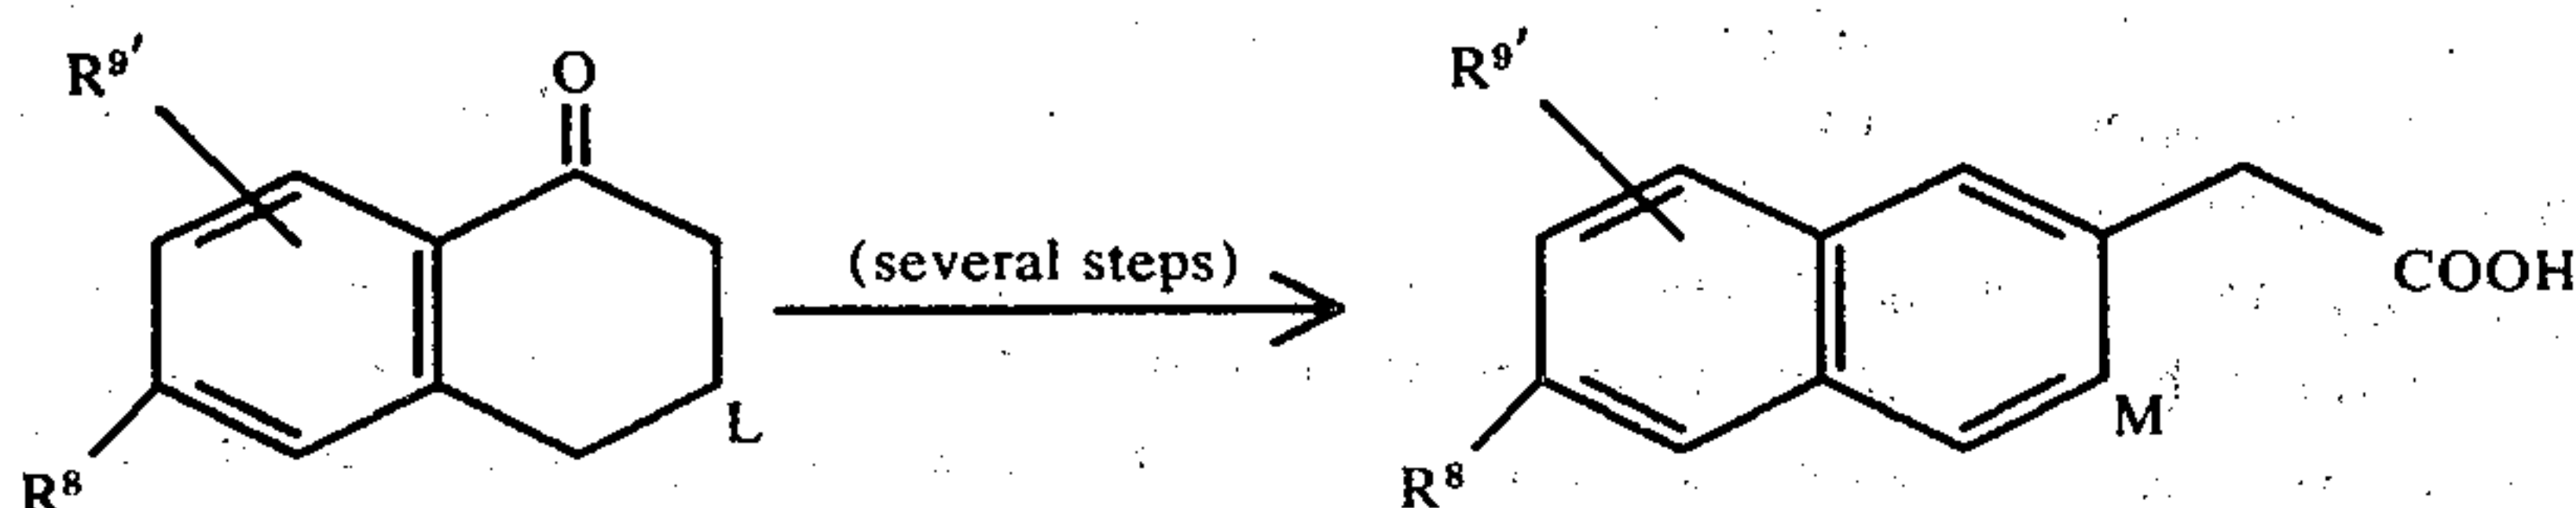 R⁹′
O
R⁸
L
(several steps)
R⁹′
COOH
M
R⁸